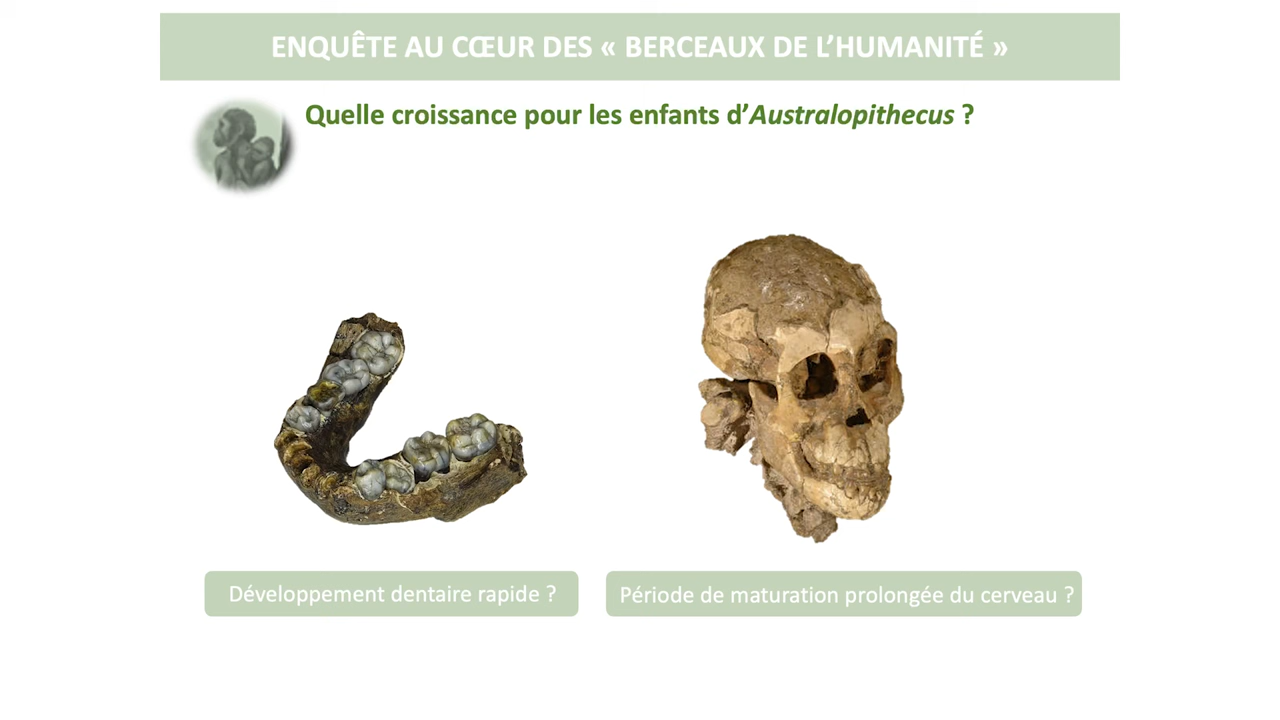 ENQUÊTE AU CŒUR DES « BERCEAUX DE L’HUMANITÉ »
Quelle croissance pour les enfants d’Australopithecus ?
Développement dentaire rapide ?
Période de maturation prolongée du cerveau ?